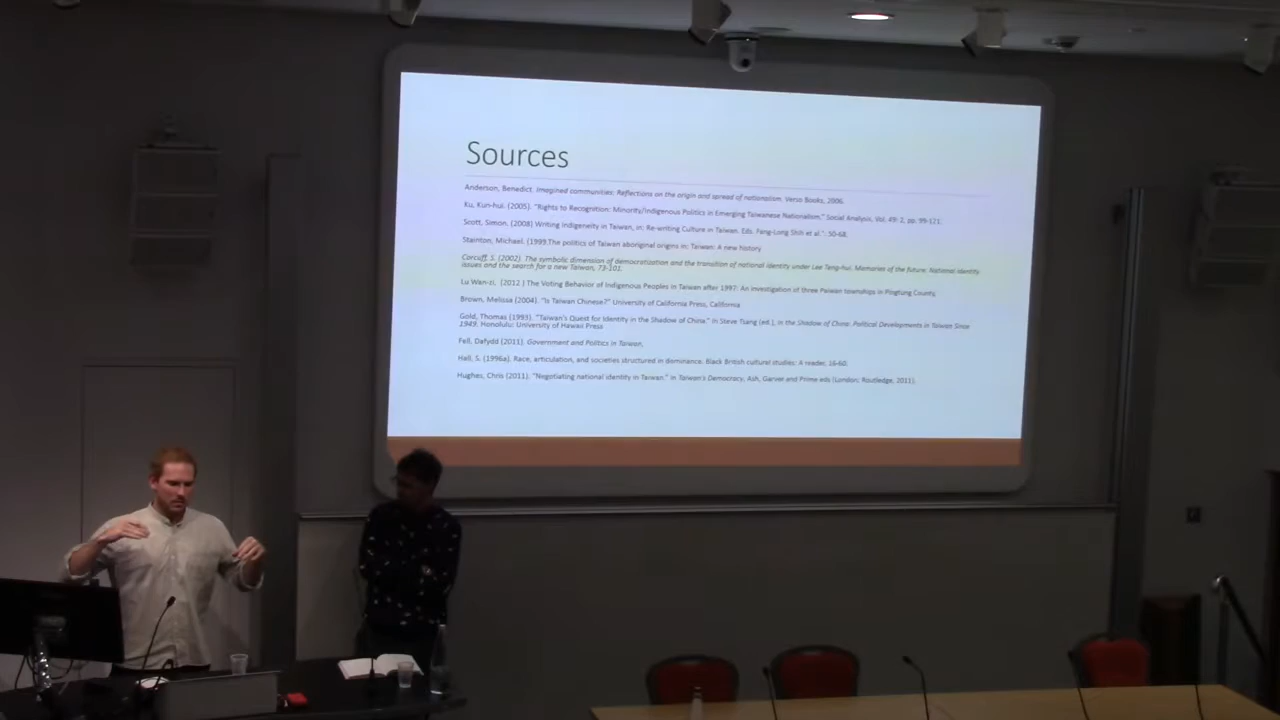 Sources
Anderson, Benedict. Imagined communities: Reflections on the origin and spread of nationalism. Verso Books, 2006.
Ku, Kun-hui. (2005). "Rights to Recognition: Minority/Indigenous Politics in Emerging Taiwanese Nationalism." Social Analysis, Vol. 49: 2, pp. 99-121.
Scott, Simon. (2008) Writing Indigeneity in Taiwan, in: Re-writing Culture in Taiwan. Eds. Fang-Long Shih et al.": 50-68.
Stainton, Michael. (1999.The politics of Taiwan aboriginal origins in: Taiwan: A new history
Corcuff, S. (2002). The symbolic dimension of democratization and the transition of national identity under Lee Teng-hui. Memories of the future: National identity
issues and the search for a new Taiwan, 73-101.
Lu Wan-zi, (2012 ) The Voting Behavior of Indigenous Peoples in Taiwan after 1997: An investigation of three Paiwan townships in Pingtung County,
Brown, Melissa (2004). "Is Taiwan Chinese?" University of California Press, California
Gold, Thomas (1993). "Taiwan's Quest for Identity in the Shadow of China." In Steve Tsang (ed.), In the Shadow of China: Political Developments in Taiwan Since
1949. Honolulu: University of Hawaii Press
Fell, Dafydd (2011). Government and Politics in Taiwan,
Hall, S. (1996a). Race, articulation, and societies structured in dominance. Black British cultural studies: A reader, 16-60.
Hughes, Chris (2011). "Negotiating national identity in Taiwan." In Taiwan's Democracy, Ash, Garver and Prime eds (London: Routledge, 2011).